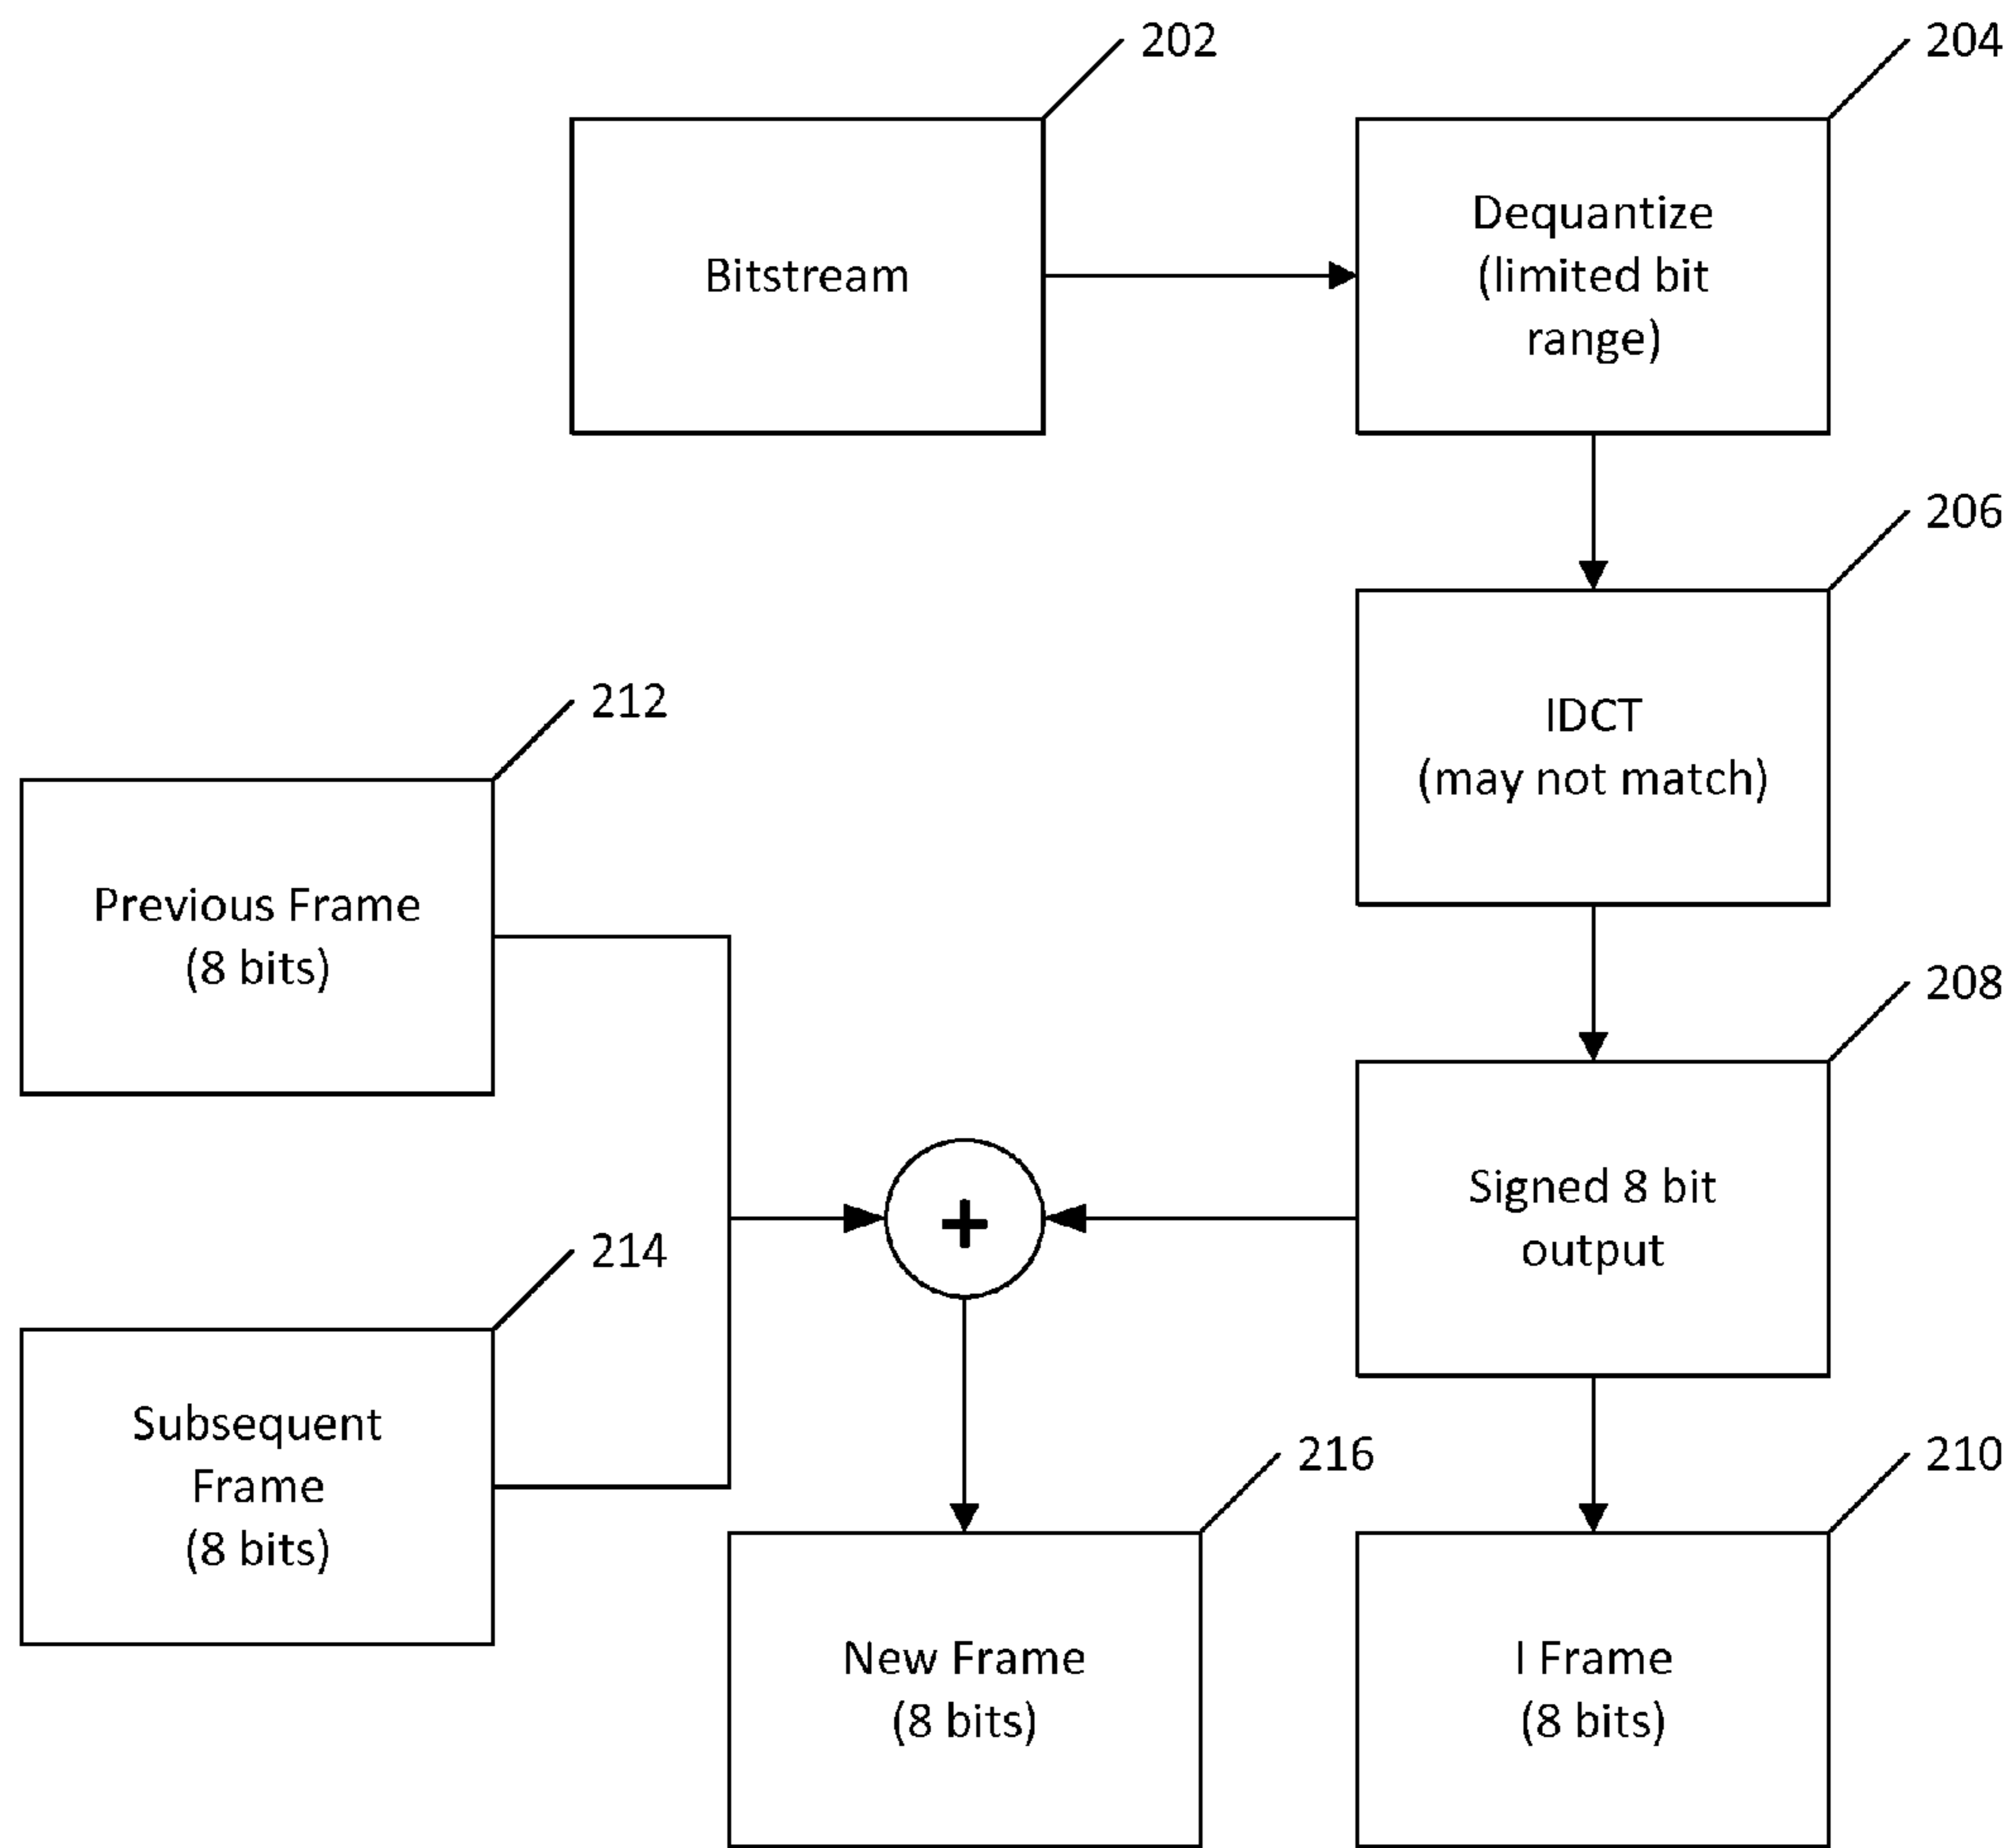 202
204
Bitstream
Dequantize
(limited bit
range)
206
IDCT
(may not match)
212
Previous Frame
(8 bits)
208
Signed 8 bit
output
+
214
Subsequent
Frame
(8 bits)
216
New Frame
(8 bits)
210
I Frame
(8 bits)